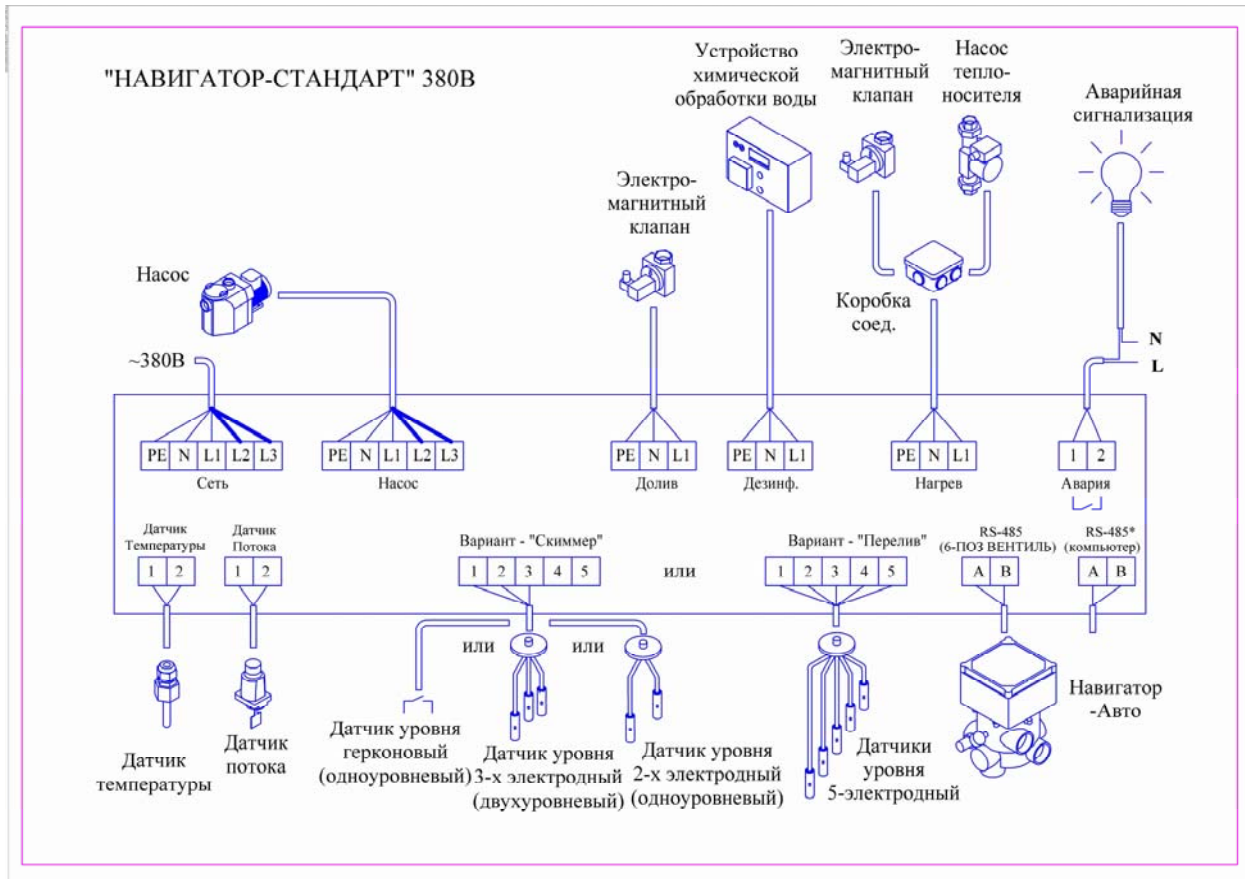 "НАВИГАТОР-СТАНДАРТ" 380В
Устройство
химической
обработки воды
Электро-
магнитный
клапан
Насос
тепло-
носителя
Аварийная
сигнализация
Электро-
магнитный
клапан
Насос
Коробка
соед.
~380В
N
L
PE N L1 L2 L3
Сеть
PE N L1 L2 L3
Насос
PE N L1
Долив
PE N L1
Дезинф.
PE N L1
Нагрев
1 2
Авария
Датчик
Температуры
1 2
Датчик
Потока
1 2
Вариант - "Скиммер"
1 2 3 4 5
или
Вариант - "Перелив"
1 2 3 4 5
RS-485
(6-ПОЗ ВЕНТИЛЬ)
A B
RS-485*
(компьютер)
A B
или
или
Датчик
температуры
Датчик
потока
Датчик уровня
герконовый
(одноуровневый)
Датчик уровня
3-х электродный
(двухуровневый)
Датчик уровня
2-х электродный
(одноуровневый)
Датчики
уровня
5-электродный
Навигатор
-Авто